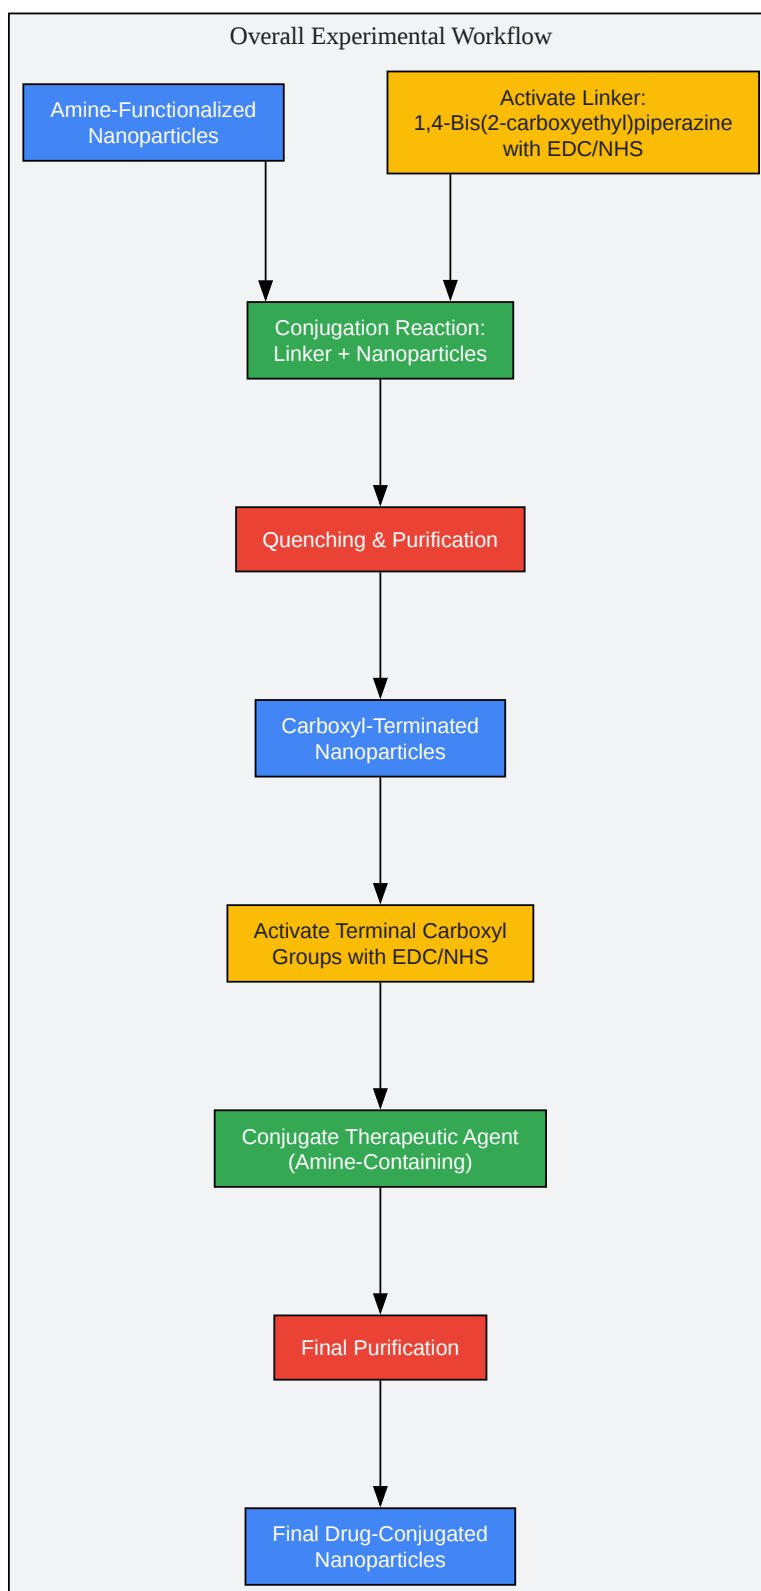 Overall Experimental Workflow
Amine-Functionalized
Nanoparticles
Activate Linker:
1,4-Bis(2-carboxyethyl)piperazine
with EDC/NHS
Conjugation Reaction:
Linker + Nanoparticles
Quenching & Purification
Carboxyl-Terminated
Nanoparticles
Activate Terminal Carboxyl
Groups with EDC/NHS
Conjugate Therapeutic Agent
(Amine-Containing)
Final Purification
Final Drug-Conjugated
Nanoparticles